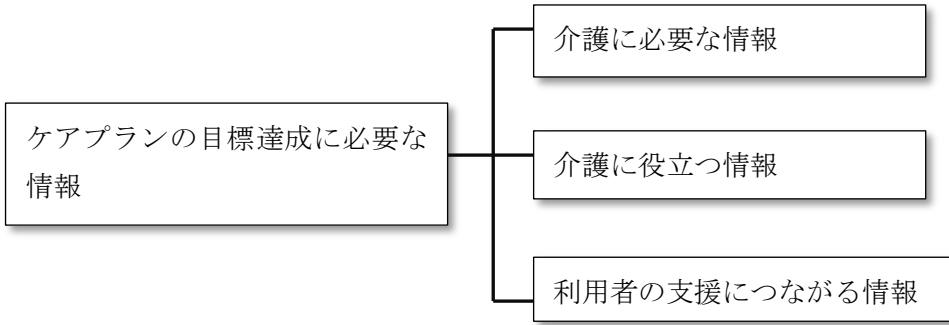 介護に必要な情報
ケアプランの目標達成に必要な
情報
介護に役立つ情報
利用者の支援につながる情報